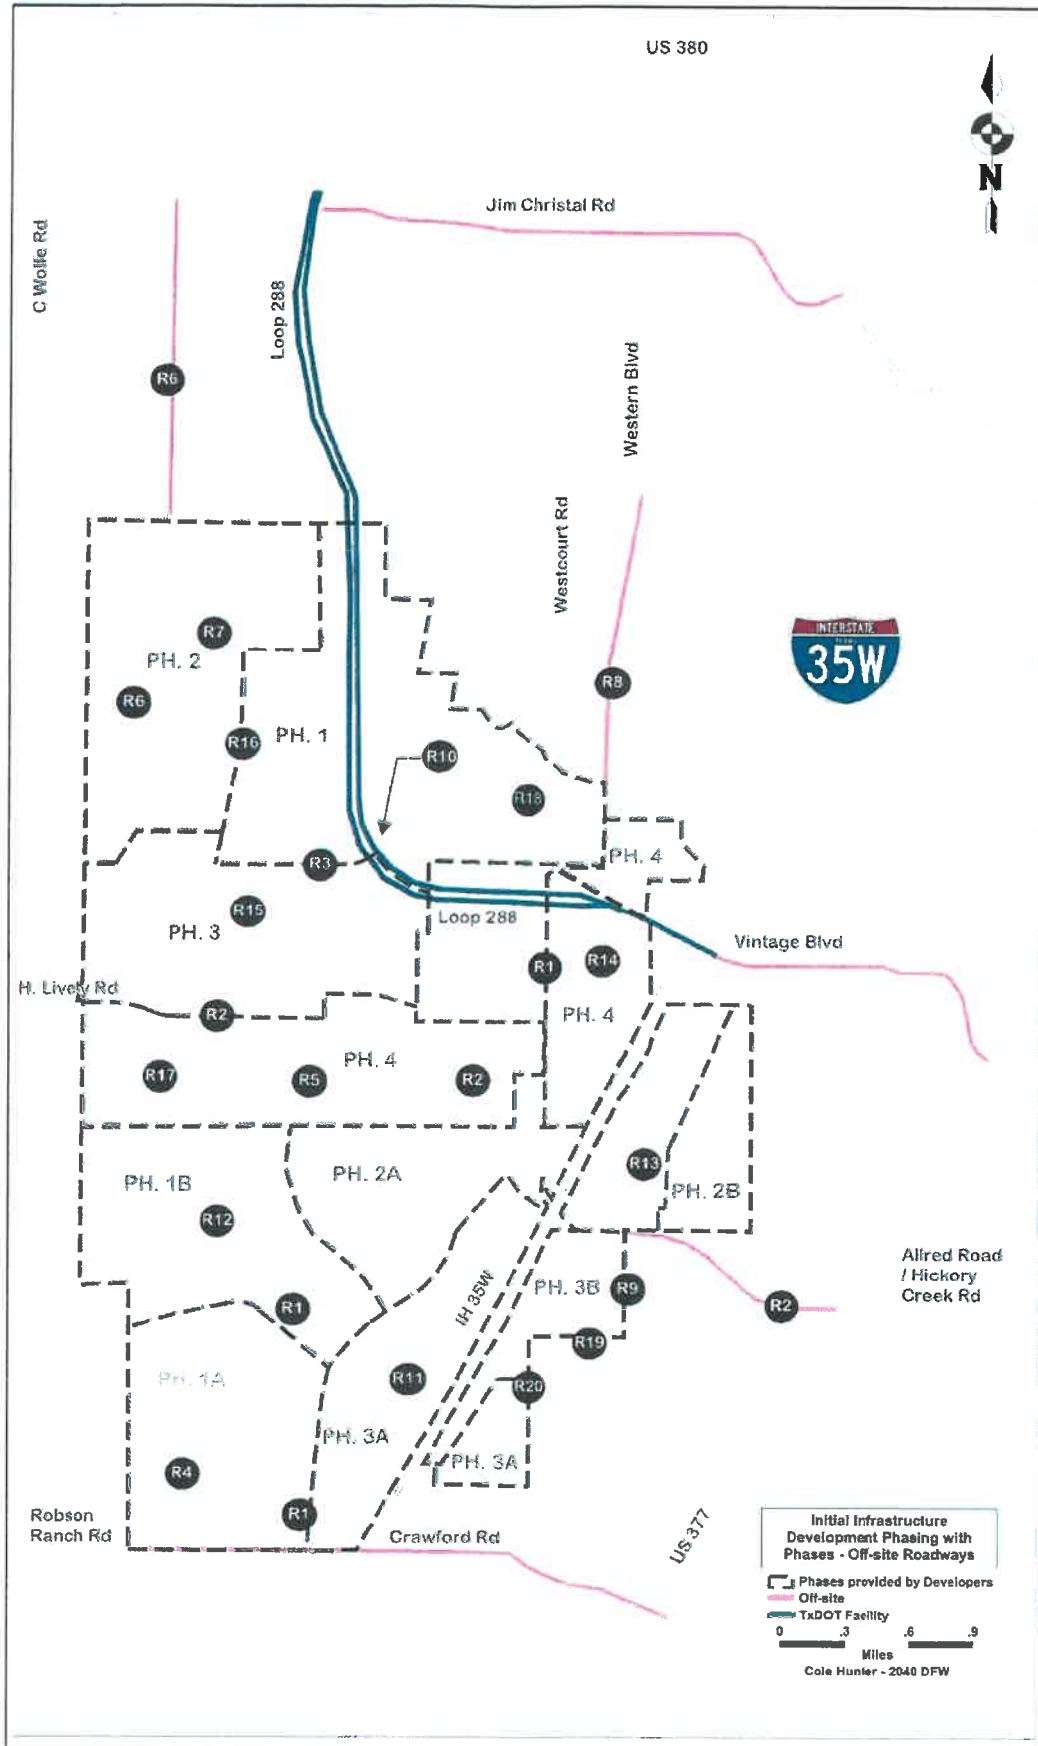 US 380
N
Jim Christal Rd
C Wolfe Rd
Loop 288
R6
Western Blvd
Westcourt Rd
INTERSTATE
35W
R7
PH. 2
R6
R8
R16
PH. 1
R10
R18
R3
PH. 4
R15
PH. 3
Loop 288
Vintage Blvd
R1
R14
H. Lively Rd
R2
PH. 4
PH. 4
R17
R5
R2
PH. 1B
PH. 2A
R13
PH. 2B
R12
Allred Road
/ Hickory
Creek Rd
IH 35W
PH. 3B
R9
R2
R1
R19
PH. 1A
R11
R20
PH. 3A
PH. 3A
R4
R1
Robson
Ranch Rd
Crawford Rd
US 377
Initial Infrastructure
Development Phasing with
Phases - Off-site Roadways
Phases provided by Developers
Off-site
TxDOT Facility
0 .3 .6 .9
Miles
Cole Hunter - 2040 DFW